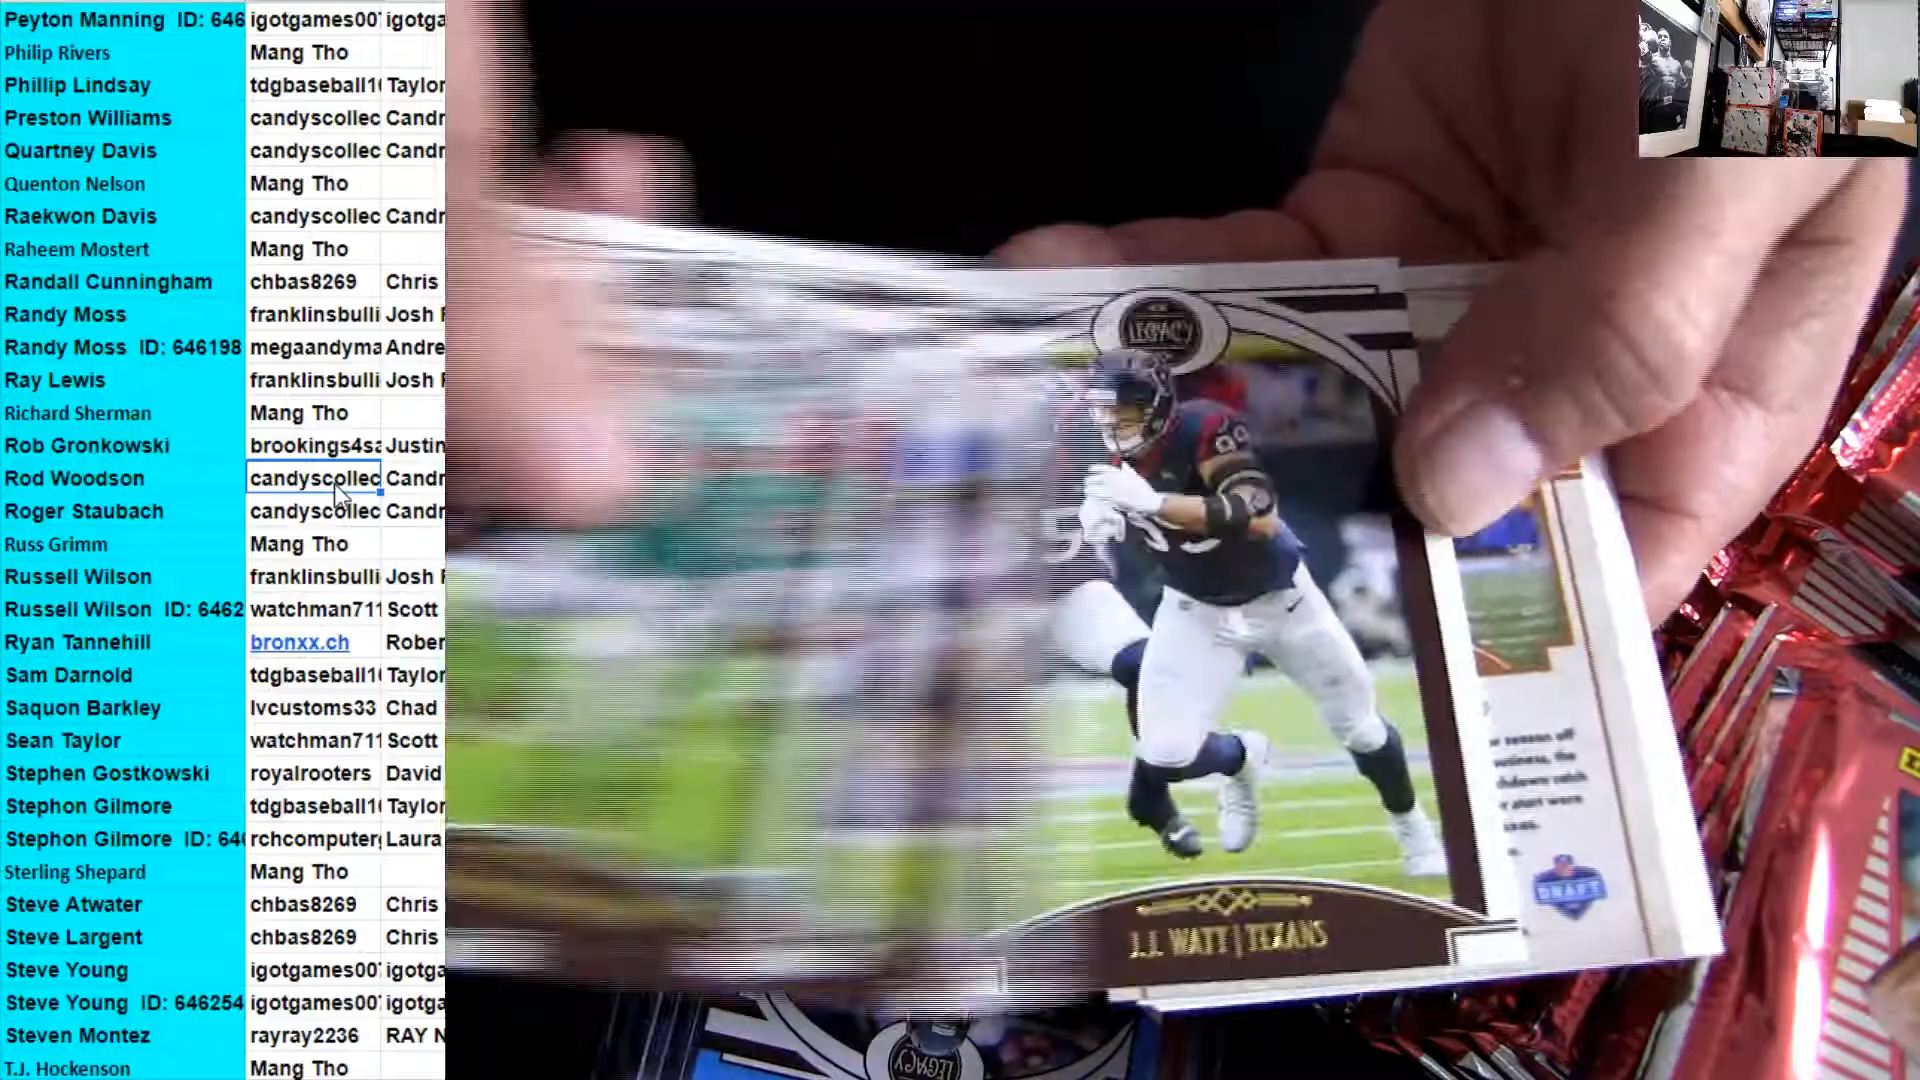 Peyton Manning ID: 646 igotgames00 igotga
Philip Rivers Mang Tho
Phillip Lindsay tdgbaseball1 Taylor
Preston Williams candyscollec Candr
Quartney Davis candyscollec Candr
Quenton Nelson Mang Tho
Raekwon Davis candyscollec Candr
Raheem Mostert Mang Tho
Randall Cunningham chbas8269 Chris
Randy Moss franklinsbulli Josh F
Randy Moss ID: 646198 megaandyma Andre
Ray Lewis franklinsbulli Josh F
Richard Sherman Mang Tho
Rob Gronkowski brookings4sa Justin
Rod Woodson candyscollec Candr
Roger Staubach candyscollec Candr
Russ Grimm Mang Tho
Russell Wilson franklinsbulli Josh F
Russell Wilson ID: 6462 watchman711 Scott
Ryan Tannehill bronxx.ch Rober
Sam Darnold tdgbaseball1 Taylor
Saquon Barkley lvcustoms33 Chad
Sean Taylor watchman711 Scott
Stephen Gostkowski royalrooters David
Stephon Gilmore tdgbaseball1 Taylor
Stephon Gilmore ID: 646 rchcomputer Laura
Sterling Shepard Mang Tho
Steve Atwater chbas8269 Chris
Steve Largent chbas8269 Chris
Steve Young igotgames00 igotga
Steve Young ID: 646254 igotgames00 igotga
Steven Montez rayray2236 RAY N
T.J. Hockenson Mang Tho
LEGACY
99
J.J. WATT | TEXANS
season off
DRAFT
LEGACY